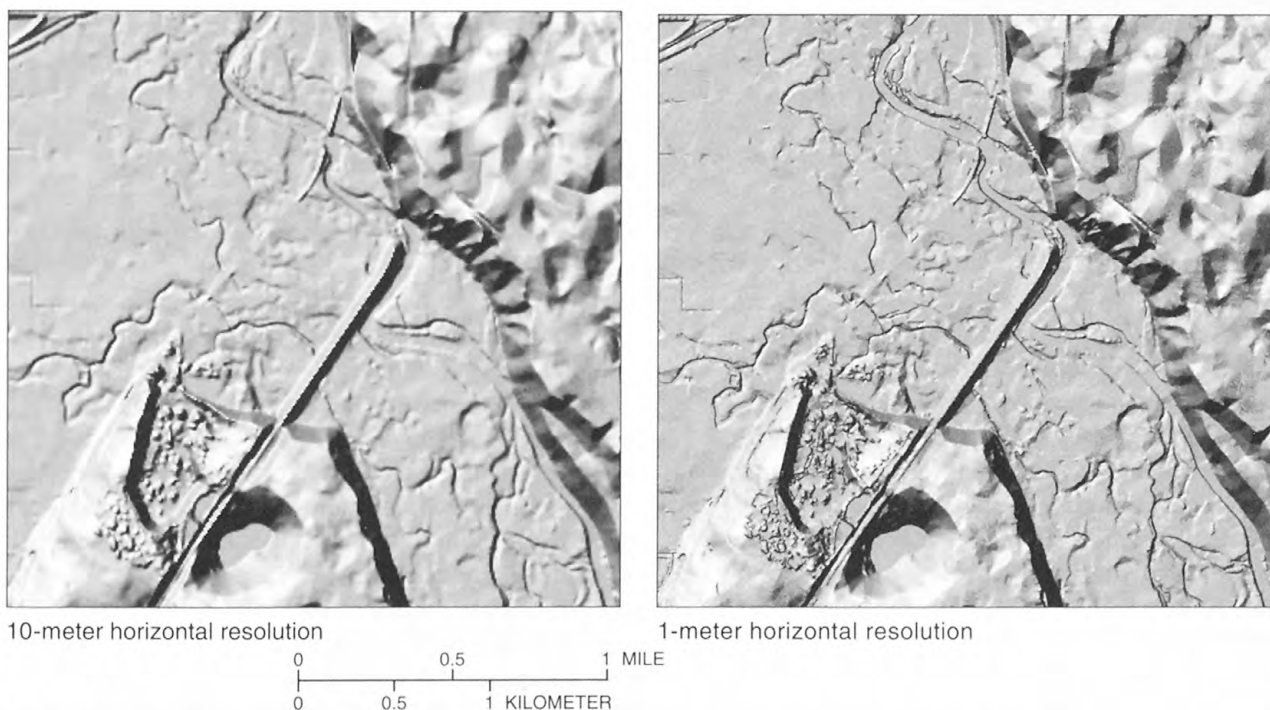 10-meter horizontal resolution
1-meter horizontal resolution
0 0.5 1 MILE
0 0.5 1 KILOMETER